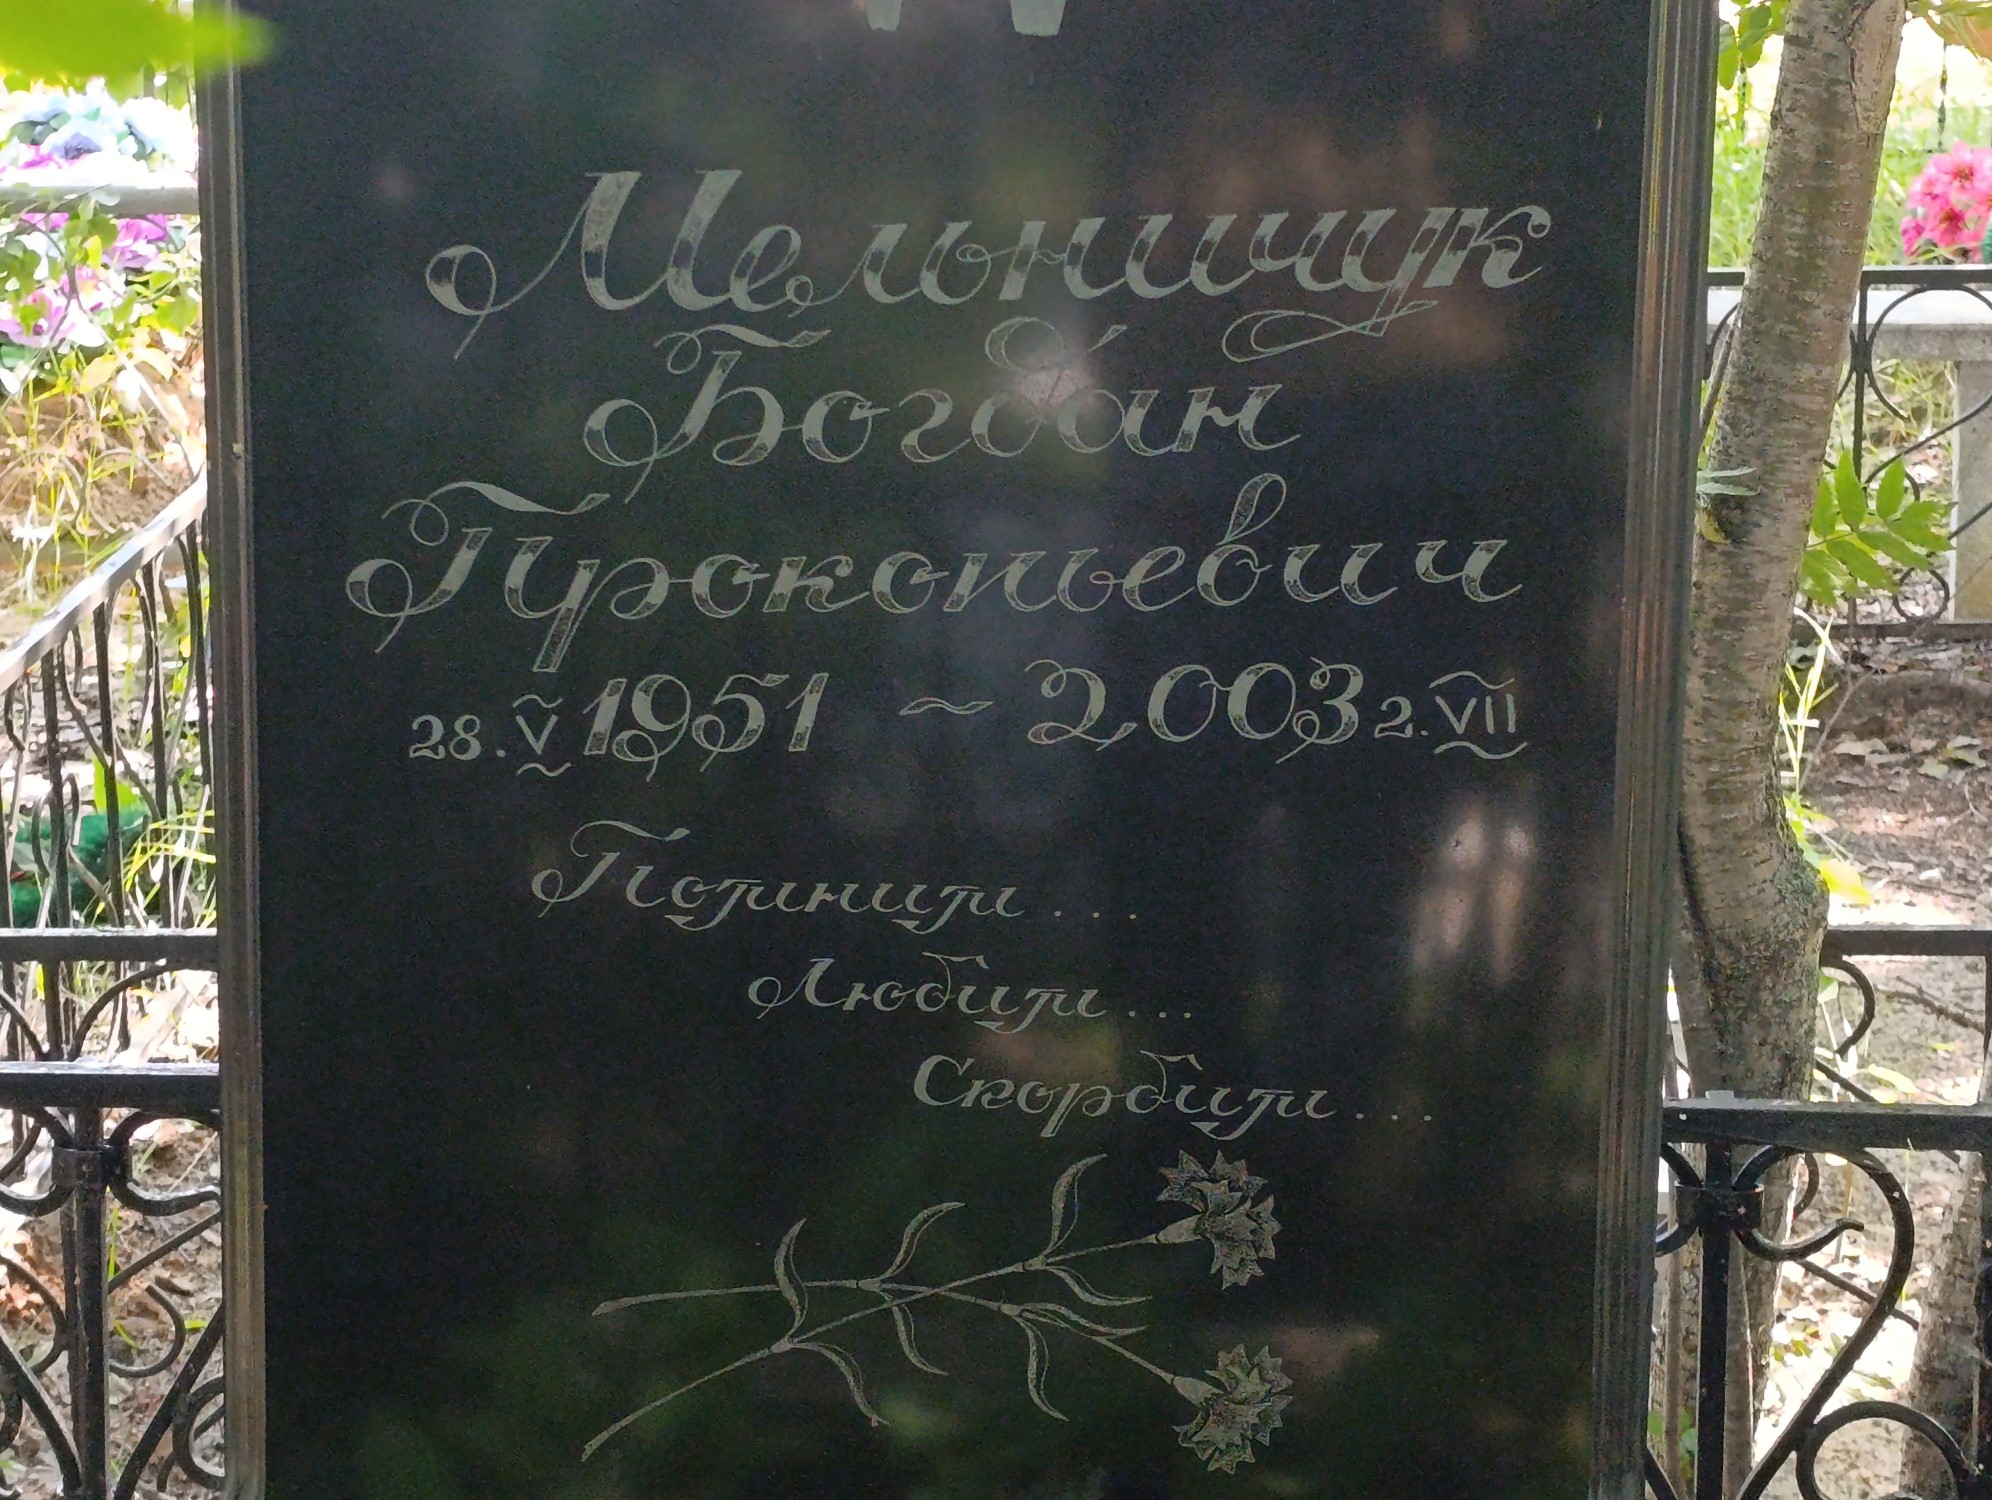 Мельничук
Богдан
Прокопьевич
28.V 1951 ~ 2003 2.VII
Помним...
Любим...
Скорбим...